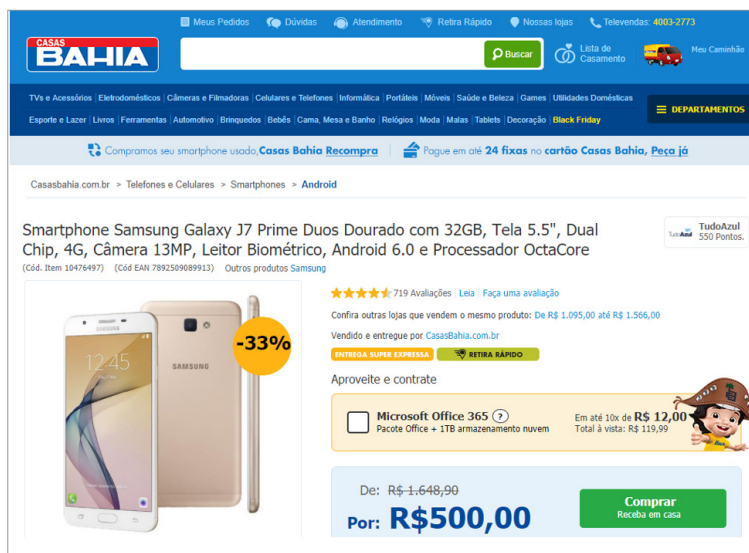 Meus Pedidos Dúvidas Atendimento Retira Rápido Nossas lojas Televendas: 4003-2773
CASAS
BAHIA
Buscar
Lista de
Casamento
Meu Caminhão
TVs e Acessórios Eletrodomésticos Câmeras e Filmadoras Celulares e Telefones Informática Portáteis Móveis Saúde e Beleza Games Utilidades Domésticas
Esporte e Lazer Livros Ferramentas Automotivo Brinquedos Bebês Cama, Mesa e Banho Relógios Moda Malas Tablets Decoração Black Friday
DEPARTAMENTOS
Compramos seu smartphone usado, Casas Bahia Recompra
Pague em até 24 fixas no cartão Casas Bahia, Peça já
Casasbahia.com.br > Telefones e Celulares > Smartphones > Android
Smartphone Samsung Galaxy J7 Prime Duos Dourado com 32GB, Tela 5.5", Dual
Chip, 4G, Câmera 13MP, Leitor Biométrico, Android 6.0 e Processador OctaCore
(Cód. Item 10476497) (Cód EAN 7892509089913) Outros produtos Samsung
TudoAzul
TudoAzul
550 Pontos.
SAMSUNG
12:45
SAMSUNG
-33%
719 Avaliações Leia Faça uma avaliação
Confira outras lojas que vendem o mesmo produto: De R$ 1.095,00 até R$ 1.566,00
Vendido e entregue por CasasBahia.com.br
ENTREGA SUPER EXPRESSA RETIRA RÁPIDO
Aproveite e contrate
Microsoft Office 365 ?
Pacote Office + 1TB armazenamento nuvem
Em até 10x de R$ 12,00
Total à vista: R$ 119,99
De: R$ 1.648,90
Por: R$500,00
Comprar
Receba em casa